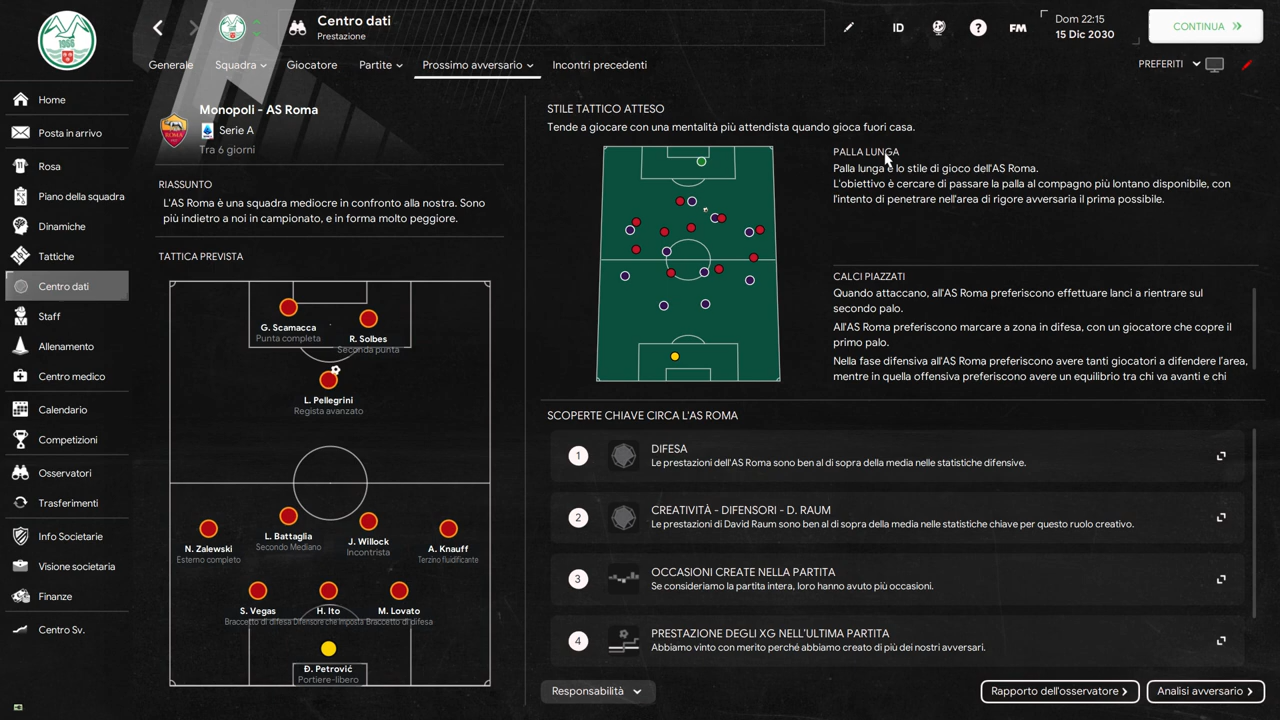 1966
Centro dati
Prestazione
ID
FM
Dom 22:15
15 Dic 2030
CONTINUA
Generale
Squadra
Giocatore
Partite
Prossimo avversario
Incontri precedenti
PREFERITI
Home
Posta in arrivo
Rosa
Piano della squadra
Dinamiche
Tattiche
Centro dati
Staff
Allenamento
Centro medico
Calendario
Competizioni
Osservatori
Trasferimenti
Info Societarie
Visione societaria
Finanze
Centro Sv.
Monopoli - AS Roma
ROMA
Serie A
Tra 6 giorni
RIASSUNTO
L'AS Roma è una squadra mediocre in confronto alla nostra. Sono
più indietro a noi in campionato, e in forma molto peggiore.
TATTICA PREVISTA
G. Scamacca
Punta completa
R. Solbes
Seconda punta
L. Pellegrini
Regista avanzato
N. Zalewski
Esterno completo
L. Battaglia
Secondo Mediano
J. Willock
Incontrista
A. Knauff
Terzino fluidificante
S. Vegas
Braccetto di difesa
H. Ito
Difensore che imposta
M. Lovato
Braccetto di difesa
Đ. Petrović
Portiere-libero
STILE TATTICO ATTESO
Tende a giocare con una mentalità più attendista quando gioca fuori casa.
PALLA LUNGA
Palla lunga è lo stile di gioco dell'AS Roma.
L'obiettivo è cercare di passare la palla al compagno più lontano disponibile, con
l'intento di penetrare nell'area di rigore avversaria il prima possibile.
CALCI PIAZZATI
Quando attaccano, all'AS Roma preferiscono effettuare lanci a rientrare sul
secondo palo.
All'AS Roma preferiscono marcare a zona in difesa, con un giocatore che copre il
primo palo.
Nella fase difensiva all'AS Roma preferiscono avere tanti giocatori a difendere l'area,
mentre in quella offensiva preferiscono avere un equilibrio tra chi va avanti e chi
SCOPERTE CHIAVE CIRCA L'AS ROMA
1
DIFESA
Le prestazioni dell'AS Roma sono ben al di sopra della media nelle statistiche difensive.
2
CREATIVITÀ - DIFENSORI - D. RAUM
Le prestazioni di David Raum sono ben al di sopra della media nelle statistiche chiave per questo ruolo creativo.
3
OCCASIONI CREATE NELLA PARTITA
Se consideriamo la partita intera, loro hanno avuto più occasioni.
4
PRESTAZIONE DEGLI XG NELL'ULTIMA PARTITA
Abbiamo vinto con merito perché abbiamo creato di più dei nostri avversari.
Responsabilità
Rapporto dell'osservatore
Analisi avversario